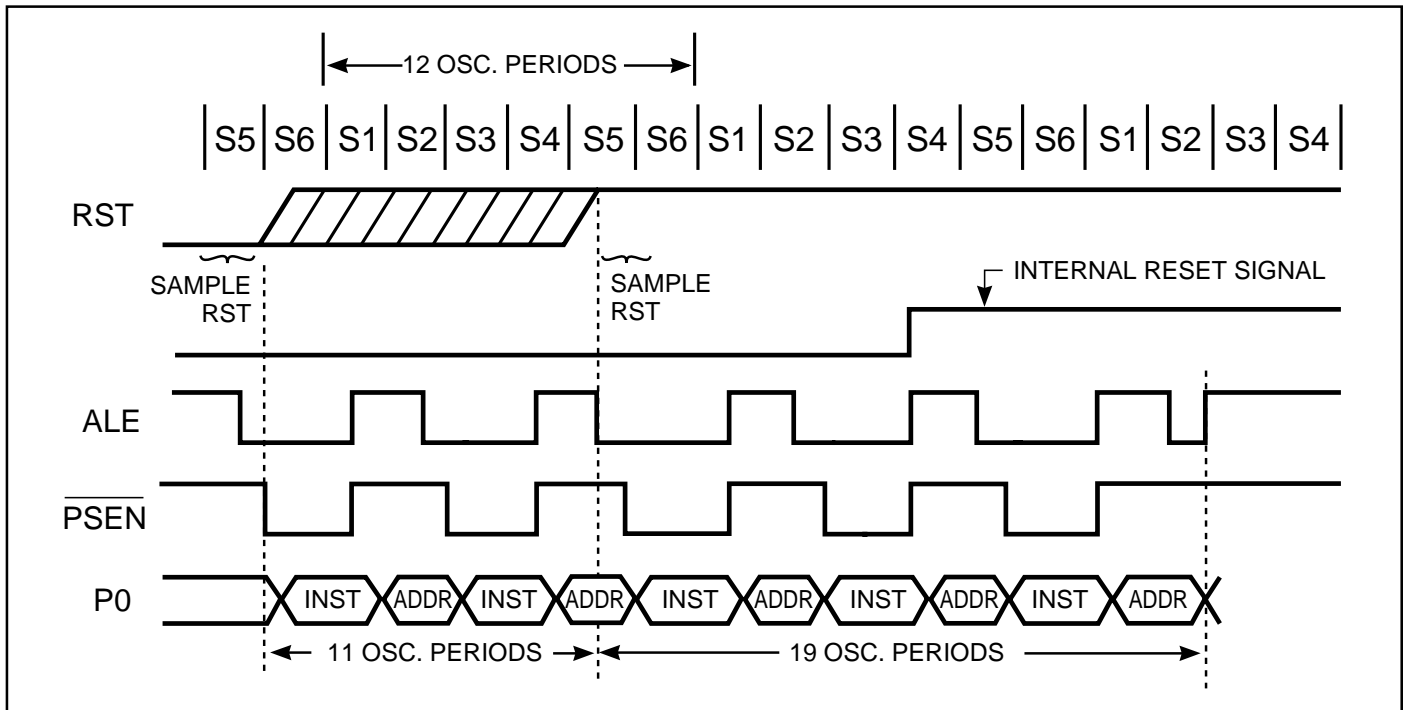 12 OSC. PERIODS
S5 S6 S1 S2 S3 S4 S5 S6 S1 S2 S3 S4 S5 S6 S1 S2 S3 S4
RST
SAMPLE
RST
SAMPLE
RST
INTERNAL RESET SIGNAL
ALE
PSEN
P0
INST ADDR INST ADDR INST ADDR INST ADDR INST ADDR
11 OSC. PERIODS
19 OSC. PERIODS